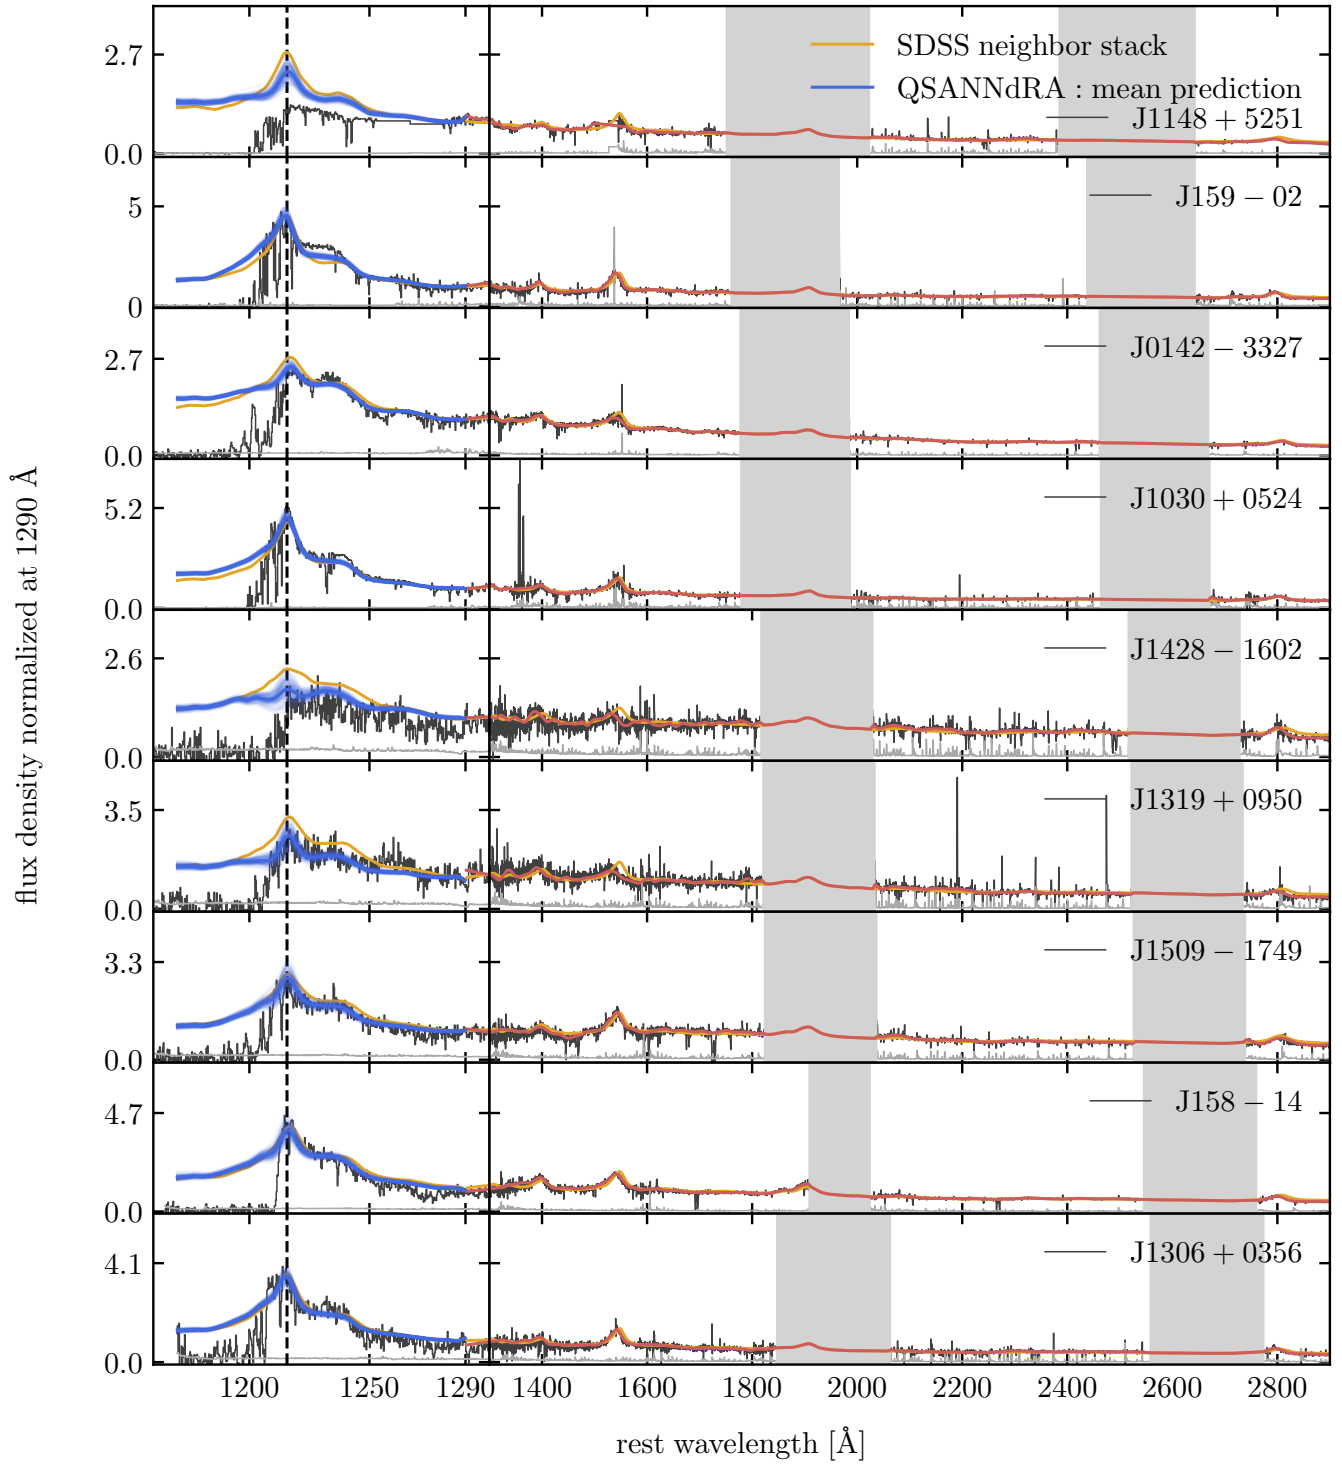 SDSS neighbor stack
QSANNdRA : mean prediction
2.7
0.0
J1148 + 5251
5
0
J159 − 02
2.7
0.0
J0142 − 3327
5.2
0.0
J1030 + 0524
2.6
0.0
J1428 − 1602
3.5
0.0
J1319 + 0950
3.3
0.0
J1509 − 1749
4.7
0.0
J158 − 14
4.1
0.0
J1306 + 0356
1200 1250 1290 1400 1600 1800 2000 2200 2400 2600 2800
rest wavelength [Å]
flux density normalized at 1290 Å